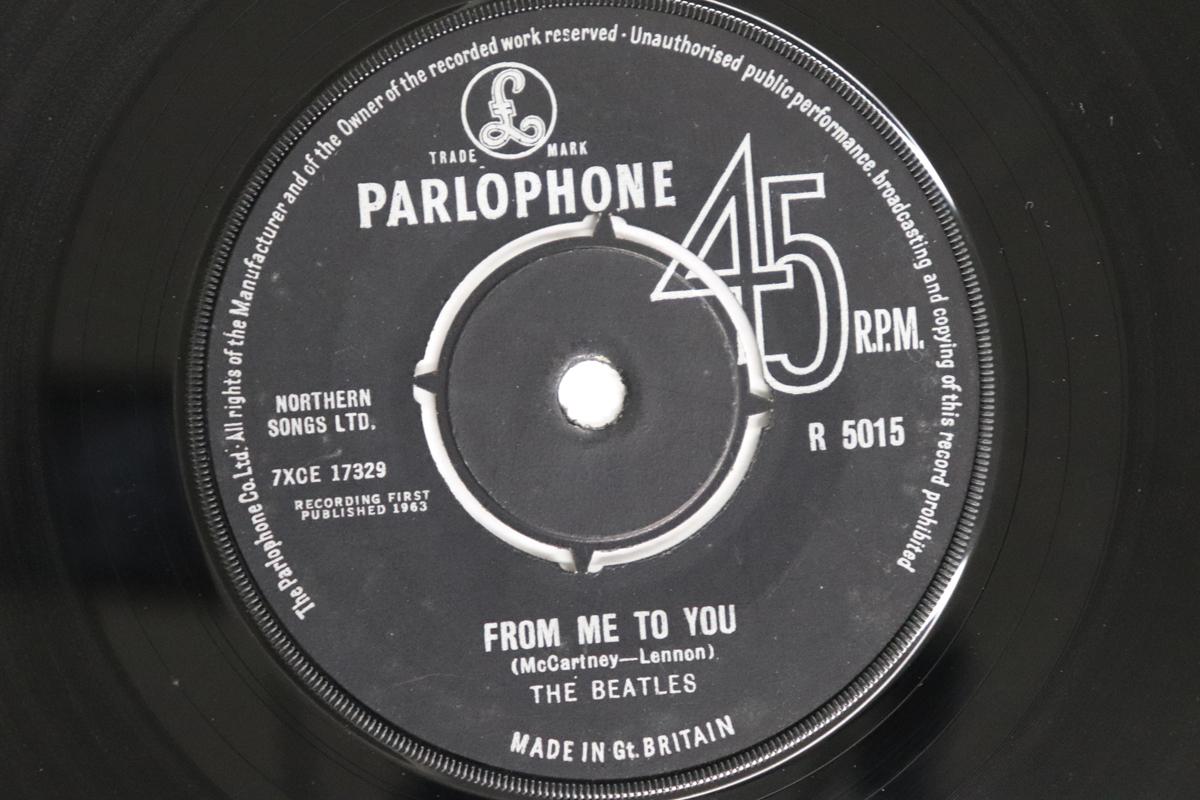 The Parlophone Co. Ltd · All rights of the Manufacturer and of the Owner of the recorded work reserved · Unauthorised public performance, broadcasting and copying of this record prohibited
£
TRADE MARK
PARLOPHONE
45
R.P.M.
NORTHERN
SONGS LTD.
R 5015
7XCE 17329
RECORDING FIRST
PUBLISHED 1963
FROM ME TO YOU
(McCartney—Lennon)
THE BEATLES
MADE IN Gt. BRITAIN